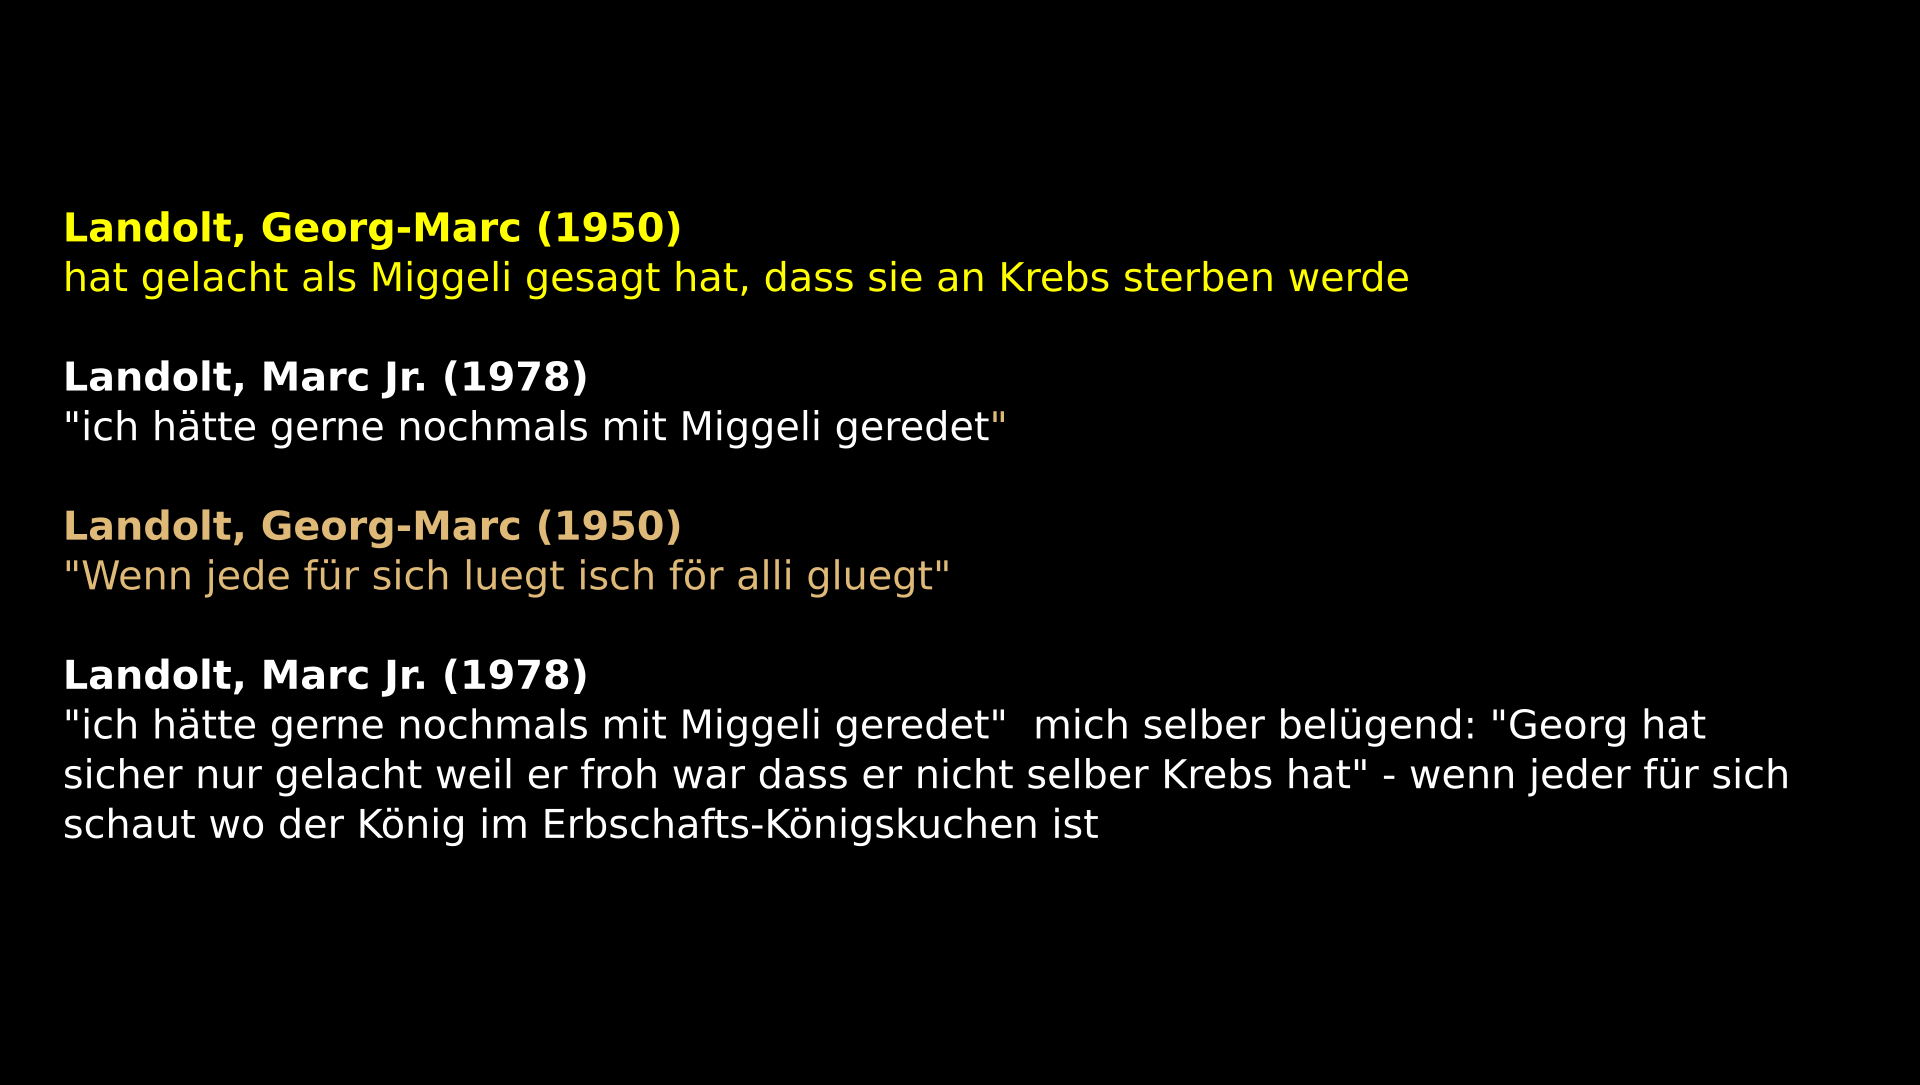 Landolt, Georg-Marc (1950)
hat gelacht als Miggeli gesagt hat, dass sie an Krebs sterben werde
Landolt, Marc Jr. (1978)
"ich hätte gerne nochmals mit Miggeli geredet"
Landolt, Georg-Marc (1950)
"Wenn jede für sich luegt isch för alli gluegt"
Landolt, Marc Jr. (1978)
"ich hätte gerne nochmals mit Miggeli geredet"  mich selber belügend: "Georg hat
sicher nur gelacht weil er froh war dass er nicht selber Krebs hat" - wenn jeder für sich
schaut wo der König im Erbschafts-Königskuchen ist